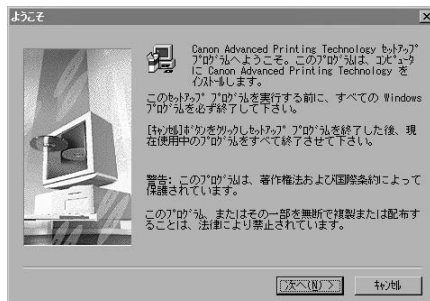 ようこそ
Canon Advanced Printing Technology ｾｯﾄｱｯﾌﾟ
ﾌﾟﾛｸﾞﾗﾑへようこそ。このﾌﾟﾛｸﾞﾗﾑは、ｺﾝﾋﾟｭｰﾀ
に Canon Advanced Printing Technology を
ｲﾝｽﾄｰﾙします。
このｾｯﾄｱｯﾌﾟ ﾌﾟﾛｸﾞﾗﾑを実行する前に、すべての Windows
ﾌﾟﾛｸﾞﾗﾑを必ず終了して下さい。
[ｷｬﾝｾﾙ]ﾎﾞﾀﾝをｸﾘｯｸしｾｯﾄｱｯﾌﾟ ﾌﾟﾛｸﾞﾗﾑを終了した後、現
在使用中のﾌﾟﾛｸﾞﾗﾑをすべて終了させて下さい。
警告: このﾌﾟﾛｸﾞﾗﾑは、著作権法および国際条約によって
保護されています。
このﾌﾟﾛｸﾞﾗﾑ、またはその一部を無断で複製または配布す
ることは、法律により禁止されています。
次へ(N) >
ｷｬﾝｾﾙ